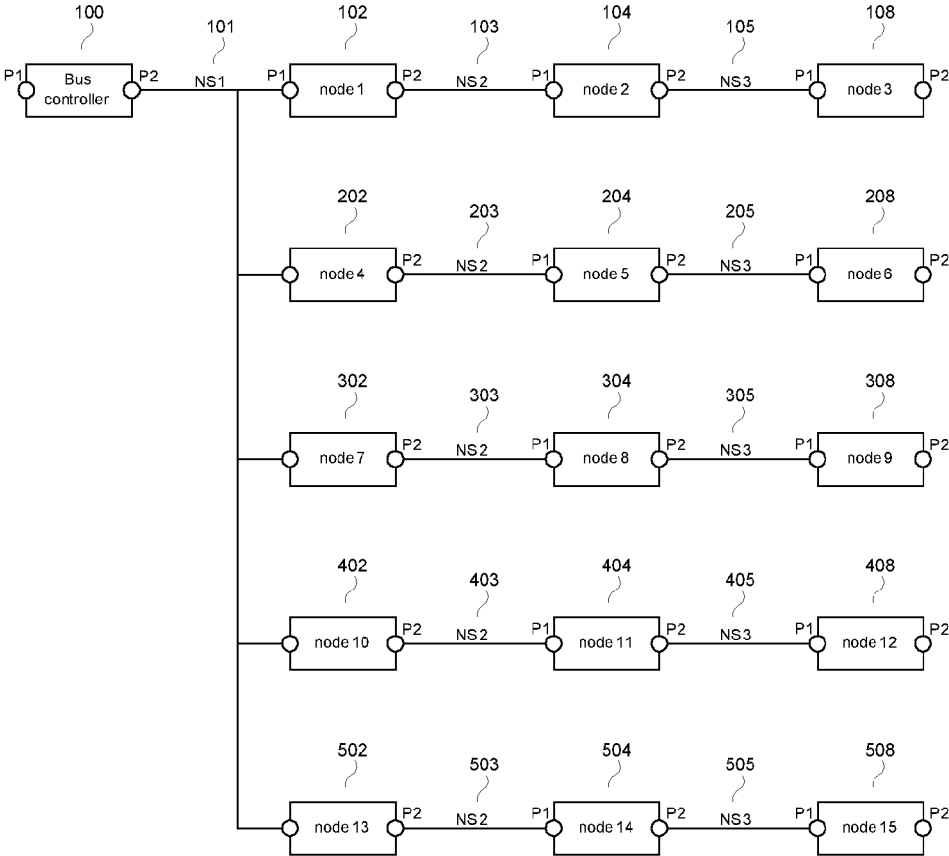 100 101 102 103 104 105 108
P1 Bus controller P2 NS1 P1 node 1 P2 NS2 P1 node 2 P2 NS3 P1 node 3 P2
202 203 204 205 208
node 4 P2 NS2 P1 node 5 P2 NS3 P1 node 6 P2
302 303 304 305 308
node 7 P2 NS2 P1 node 8 P2 NS3 P1 node 9 P2
402 403 404 405 408
node 10 P2 NS2 P1 node 11 P2 NS3 P1 node 12 P2
502 503 504 505 508
node 13 P2 NS2 P1 node 14 P2 NS3 P1 node 15 P2